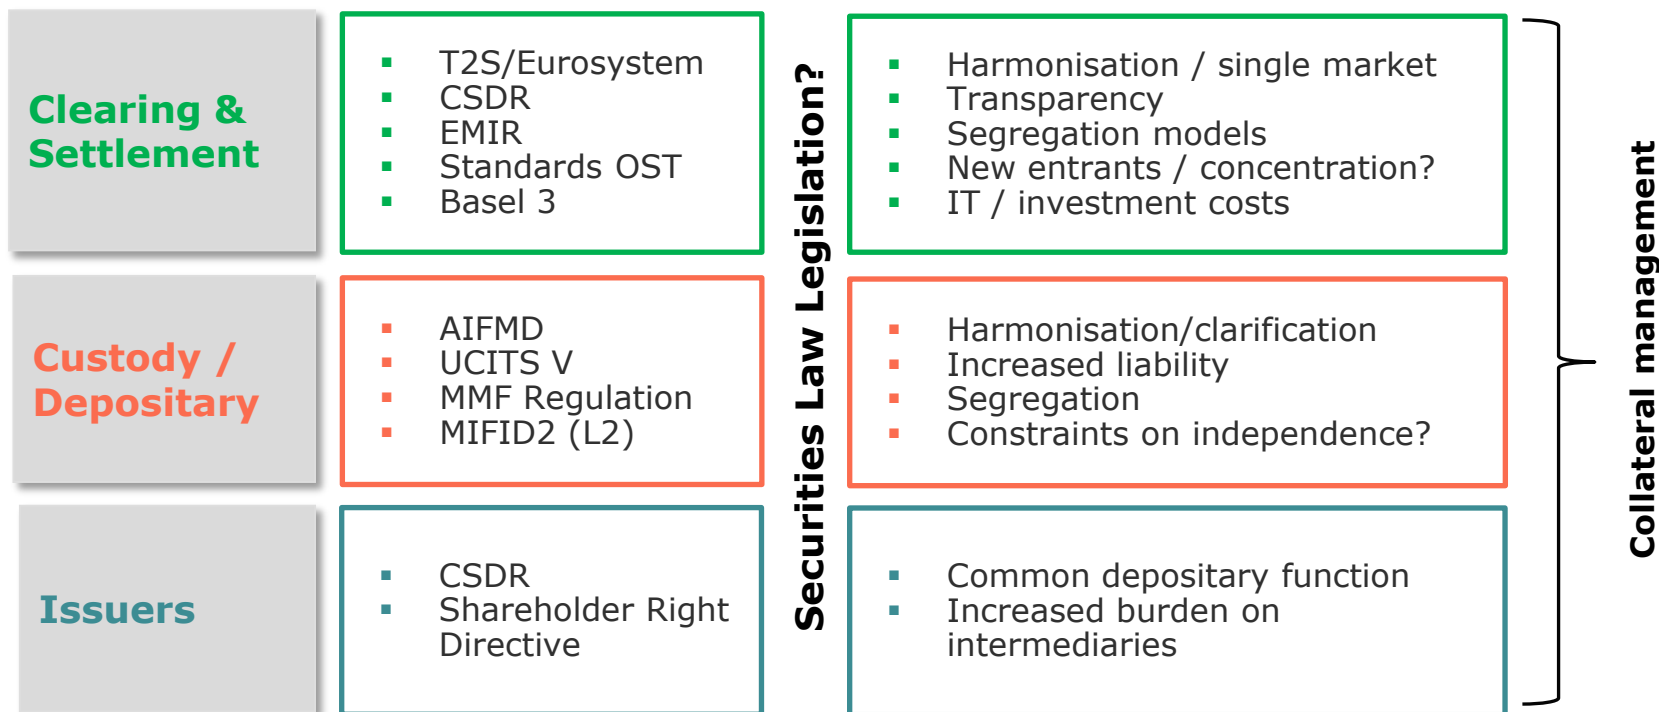 Clearing &
Settlement
▪ T2S/Eurosystem
▪ CSDR
▪ EMIR
▪ Standards OST
▪ Basel 3
Securities Law Legislation?
▪ Harmonisation / single market
▪ Transparency
▪ Segregation models
▪ New entrants / concentration?
▪ IT / investment costs
Collateral management
Custody /
Depositary
▪ AIFMD
▪ UCITS V
▪ MMF Regulation
▪ MIFID2 (L2)
▪ Harmonisation/clarification
▪ Increased liability
▪ Segregation
▪ Constraints on independence?
Issuers
▪ CSDR
▪ Shareholder Right
Directive
▪ Common depositary function
▪ Increased burden on
intermediaries